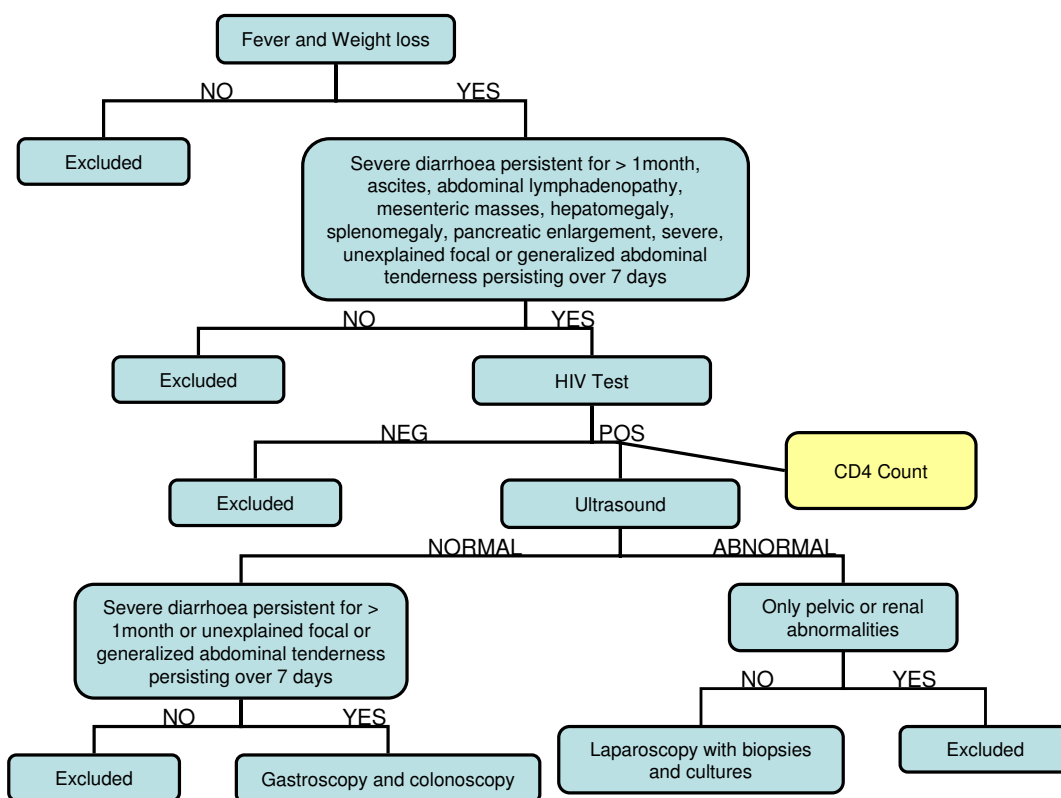 Fever and Weight loss
NO
YES
Excluded
Severe diarrhoea persistent for > 1month,
ascites, abdominal lymphadenopathy,
mesenteric masses, hepatomegaly,
splenomegaly, pancreatic enlargement, severe,
unexplained focal or generalized abdominal
tenderness persisting over 7 days
NO
YES
Excluded
HIV Test
NEG
POS
CD4 Count
Excluded
Ultrasound
NORMAL
ABNORMAL
Severe diarrhoea persistent for >
1month or unexplained focal or
generalized abdominal tenderness
persisting over 7 days
Only pelvic or renal
abnormalities
NO
YES
NO
YES
Excluded
Gastroscopy and colonoscopy
Laparoscopy with biopsies
and cultures
Excluded